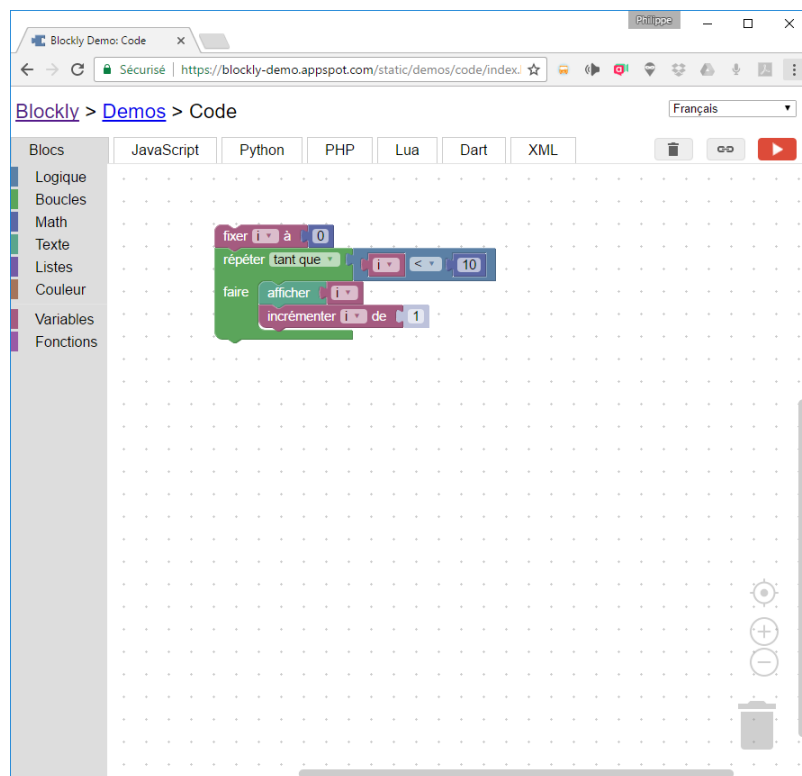 Philippe
Blockly Demo: Code
Sécurisé | https://blockly-demo.appspot.com/static/demos/code/index.
Blockly > Demos > Code
Français
Blocs JavaScript Python PHP Lua Dart XML
Logique
Boucles
Math
Texte
Listes
Couleur
Variables
Fonctions
fixer i à 0
répéter tant que i < 10
faire afficher i
incrémenter i de 1